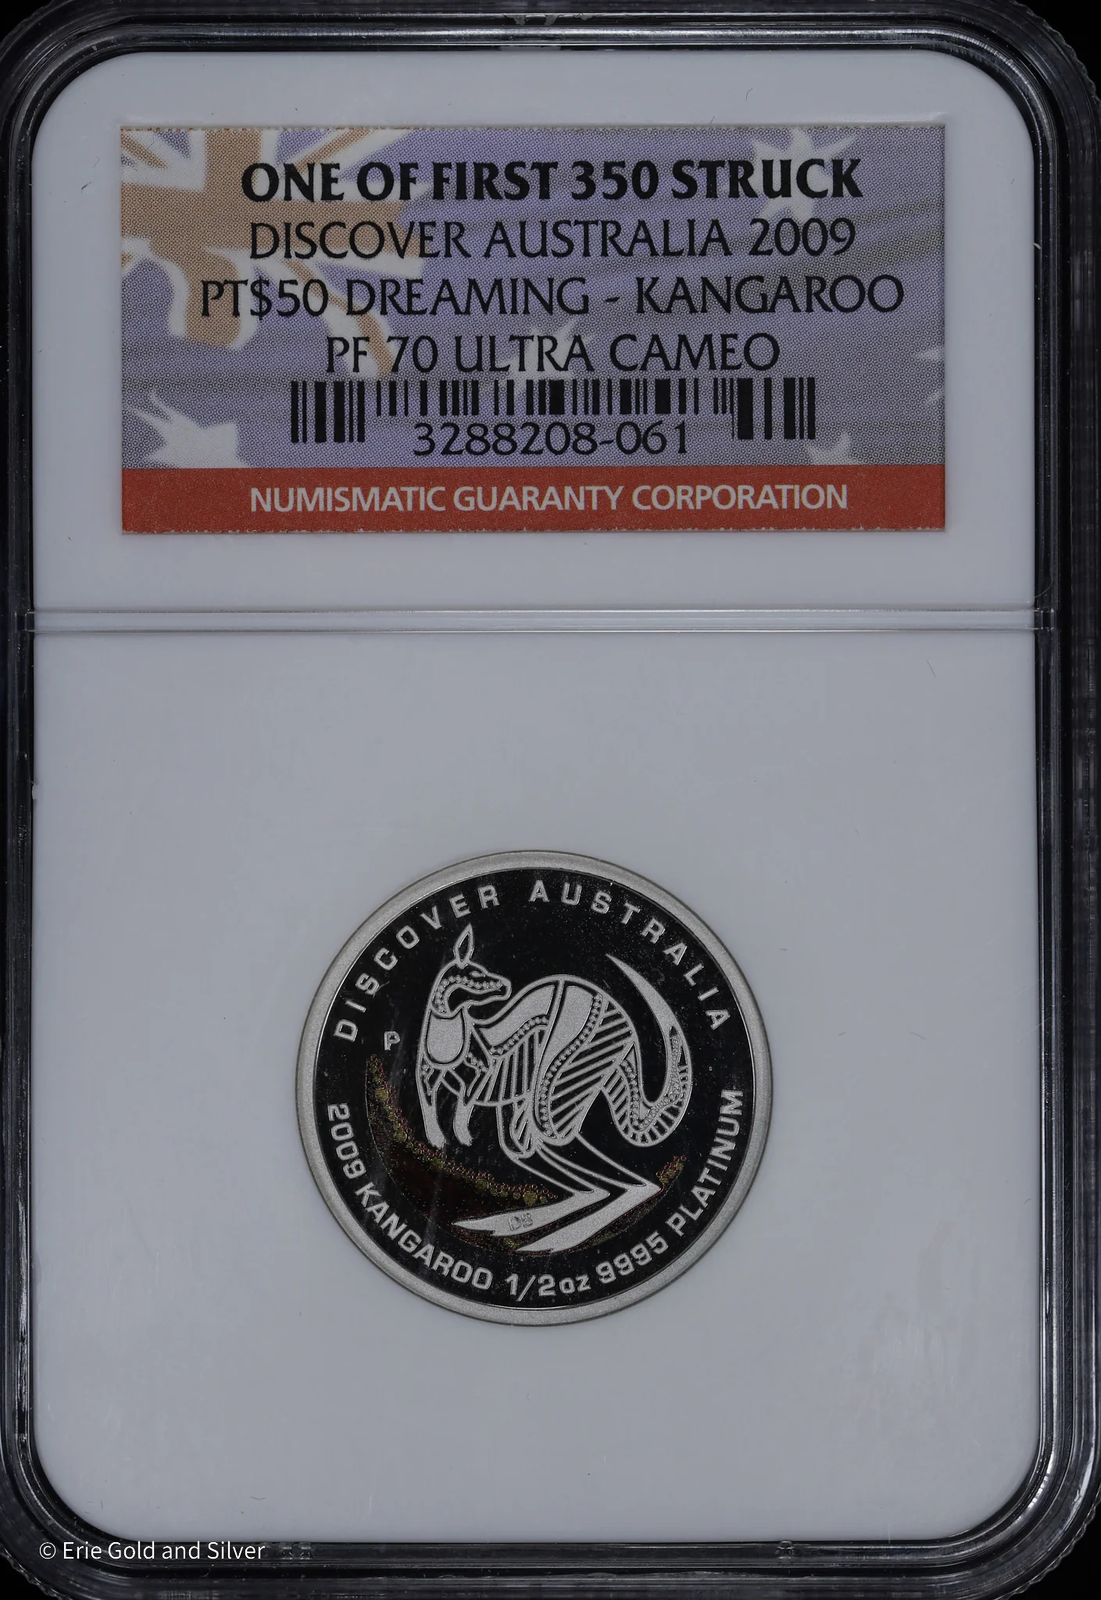 ONE OF FIRST 350 STRUCK
DISCOVER AUSTRALIA 2009
PT$50 DREAMING - KANGAROO
PF 70 ULTRA CAMEO
3288208-061
NUMISMATIC GUARANTY CORPORATION
DISCOVER AUSTRALIA
P
DS
2009 KANGAROO 1/2oz 9995 PLATINUM
© Erie Gold and Silver